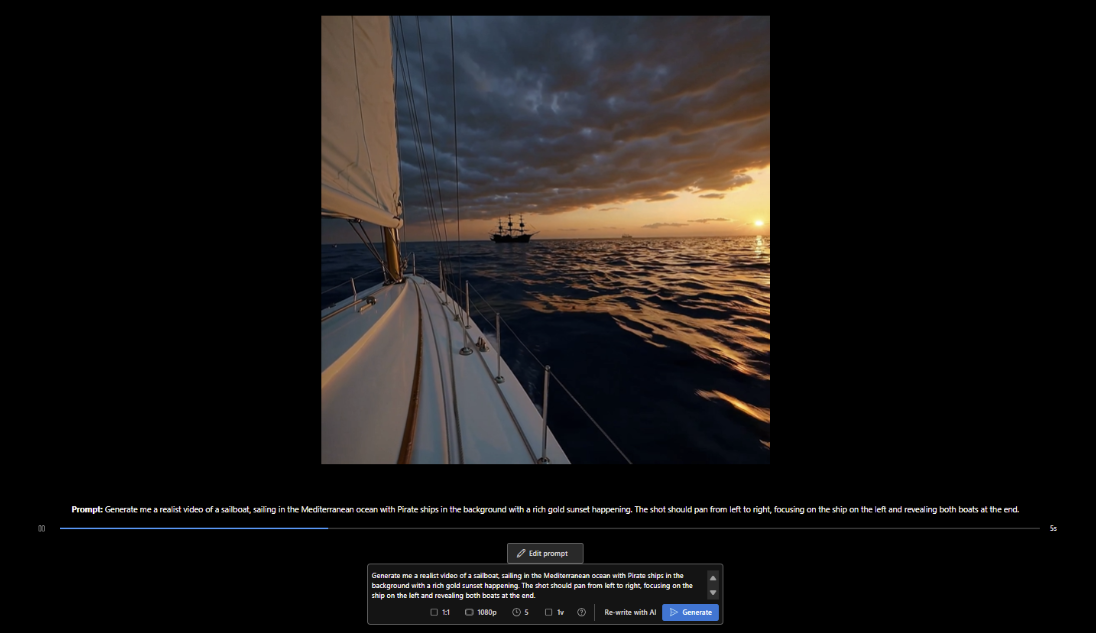 Prompt: Generate me a realist video of a sailboat, sailing in the Mediterranean ocean with Pirate ships in the background with a rich gold sunset happening. The shot should pan from left to right, focusing on the ship on the left and revealing both boats at the end.
5s
Edit prompt
Generate me a realist video of a sailboat, sailing in the Mediterranean ocean with Pirate ships in the
background with a rich gold sunset happening. The shot should pan from left to right, focusing on the
ship on the left and revealing both boats at the end.
1:1 1080p 5 1v Re-write with AI Generate